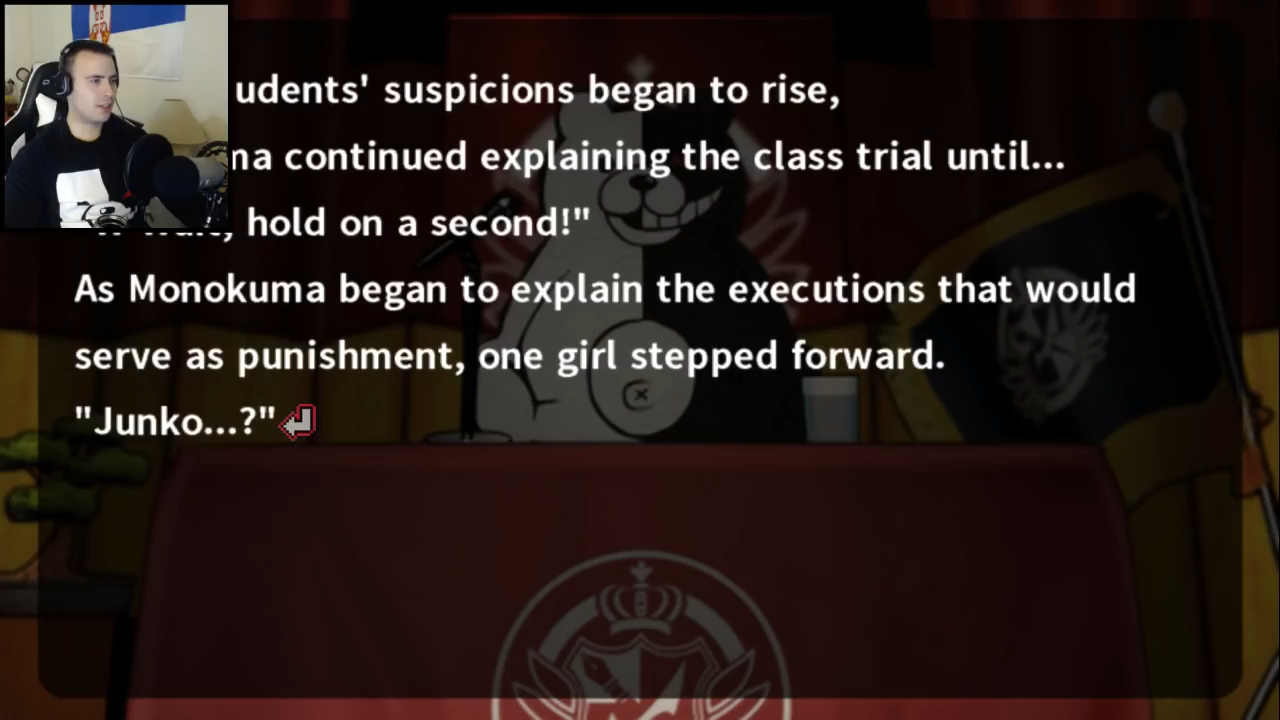 udents' suspicions began to rise,
ma continued explaining the class trial until...
hold on a second!"
As Monokuma began to explain the executions that would
serve as punishment, one girl stepped forward.
"Junko...?"